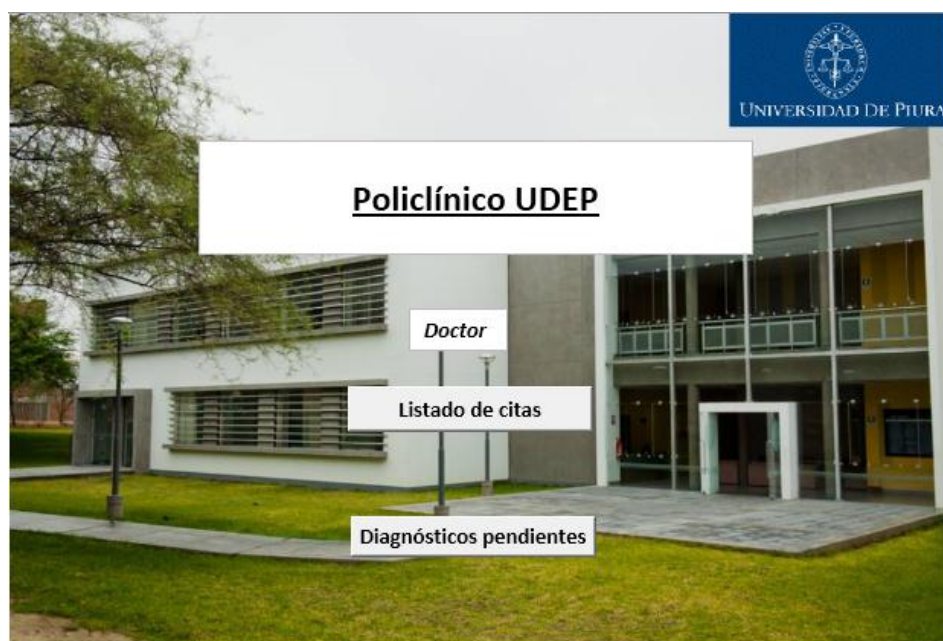 UNIVERSIDAD DE PIURA
Policlínico UDEP
Doctor
Listado de citas
Diagnósticos pendientes